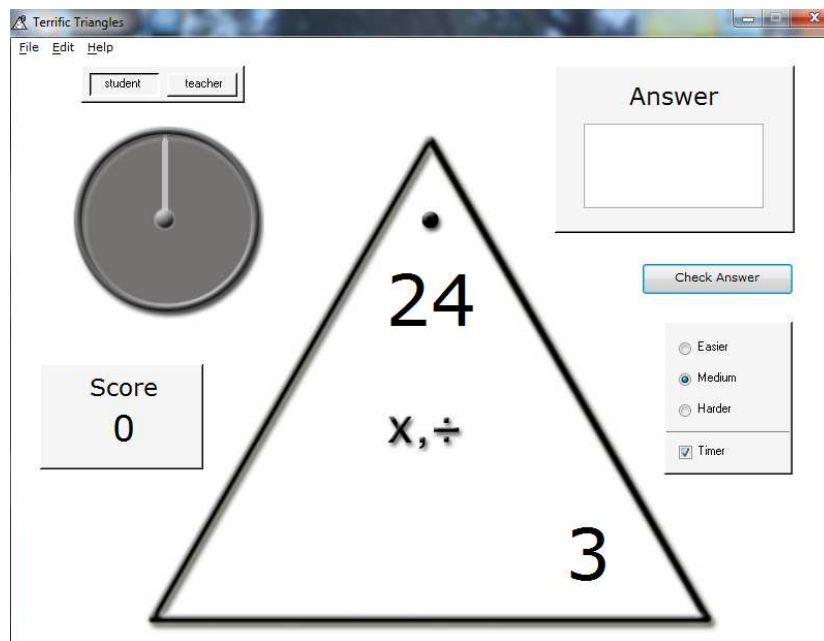 Terrific Triangles
File Edit Help
student teacher
Answer
24
Check Answer
Easier
Medium
Harder
Timer
Score
0
x,÷
3